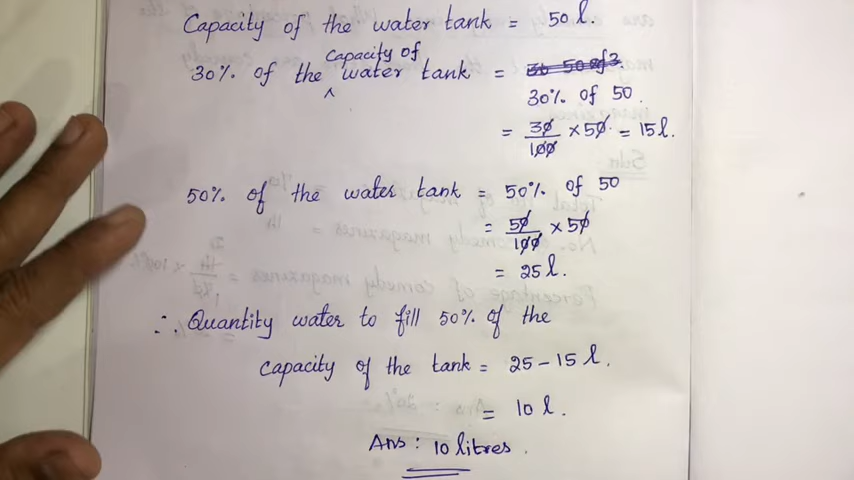 Capacity of the water tank = 50 l.
30% of the capacity of water tank =
30% of 50.
= 30/100 × 50 = 15 l.
50% of the water tank = 50% of 50
= 50/100 × 50
= 25 l.
∴ Quantity water to fill 50% of the
capacity of the tank = 25 – 15 l.
= 10 l.
Ans : 10 litres.